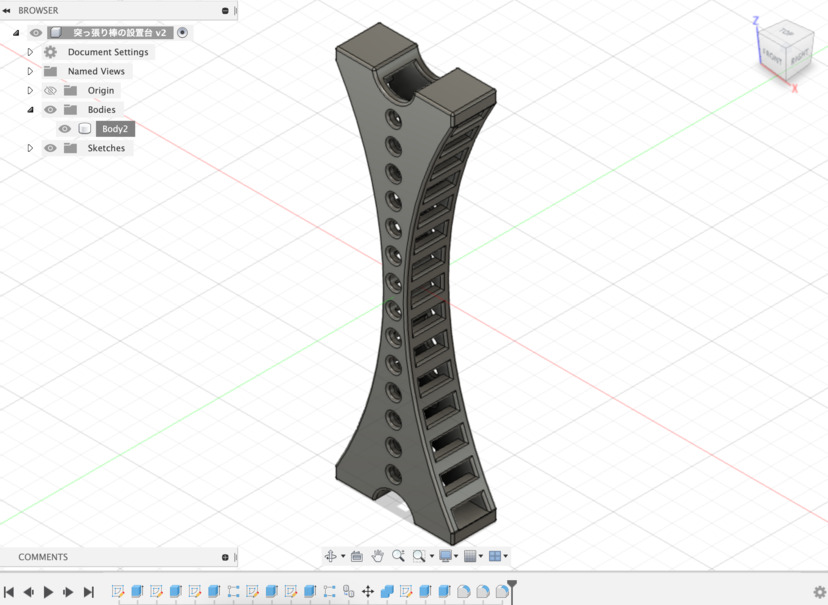 BROWSER
突っ張り棒の設置台 v2
Document Settings
Named Views
Origin
Bodies
Body2
Sketches
Z
TOP
FRONT
RIGHT
X
COMMENTS